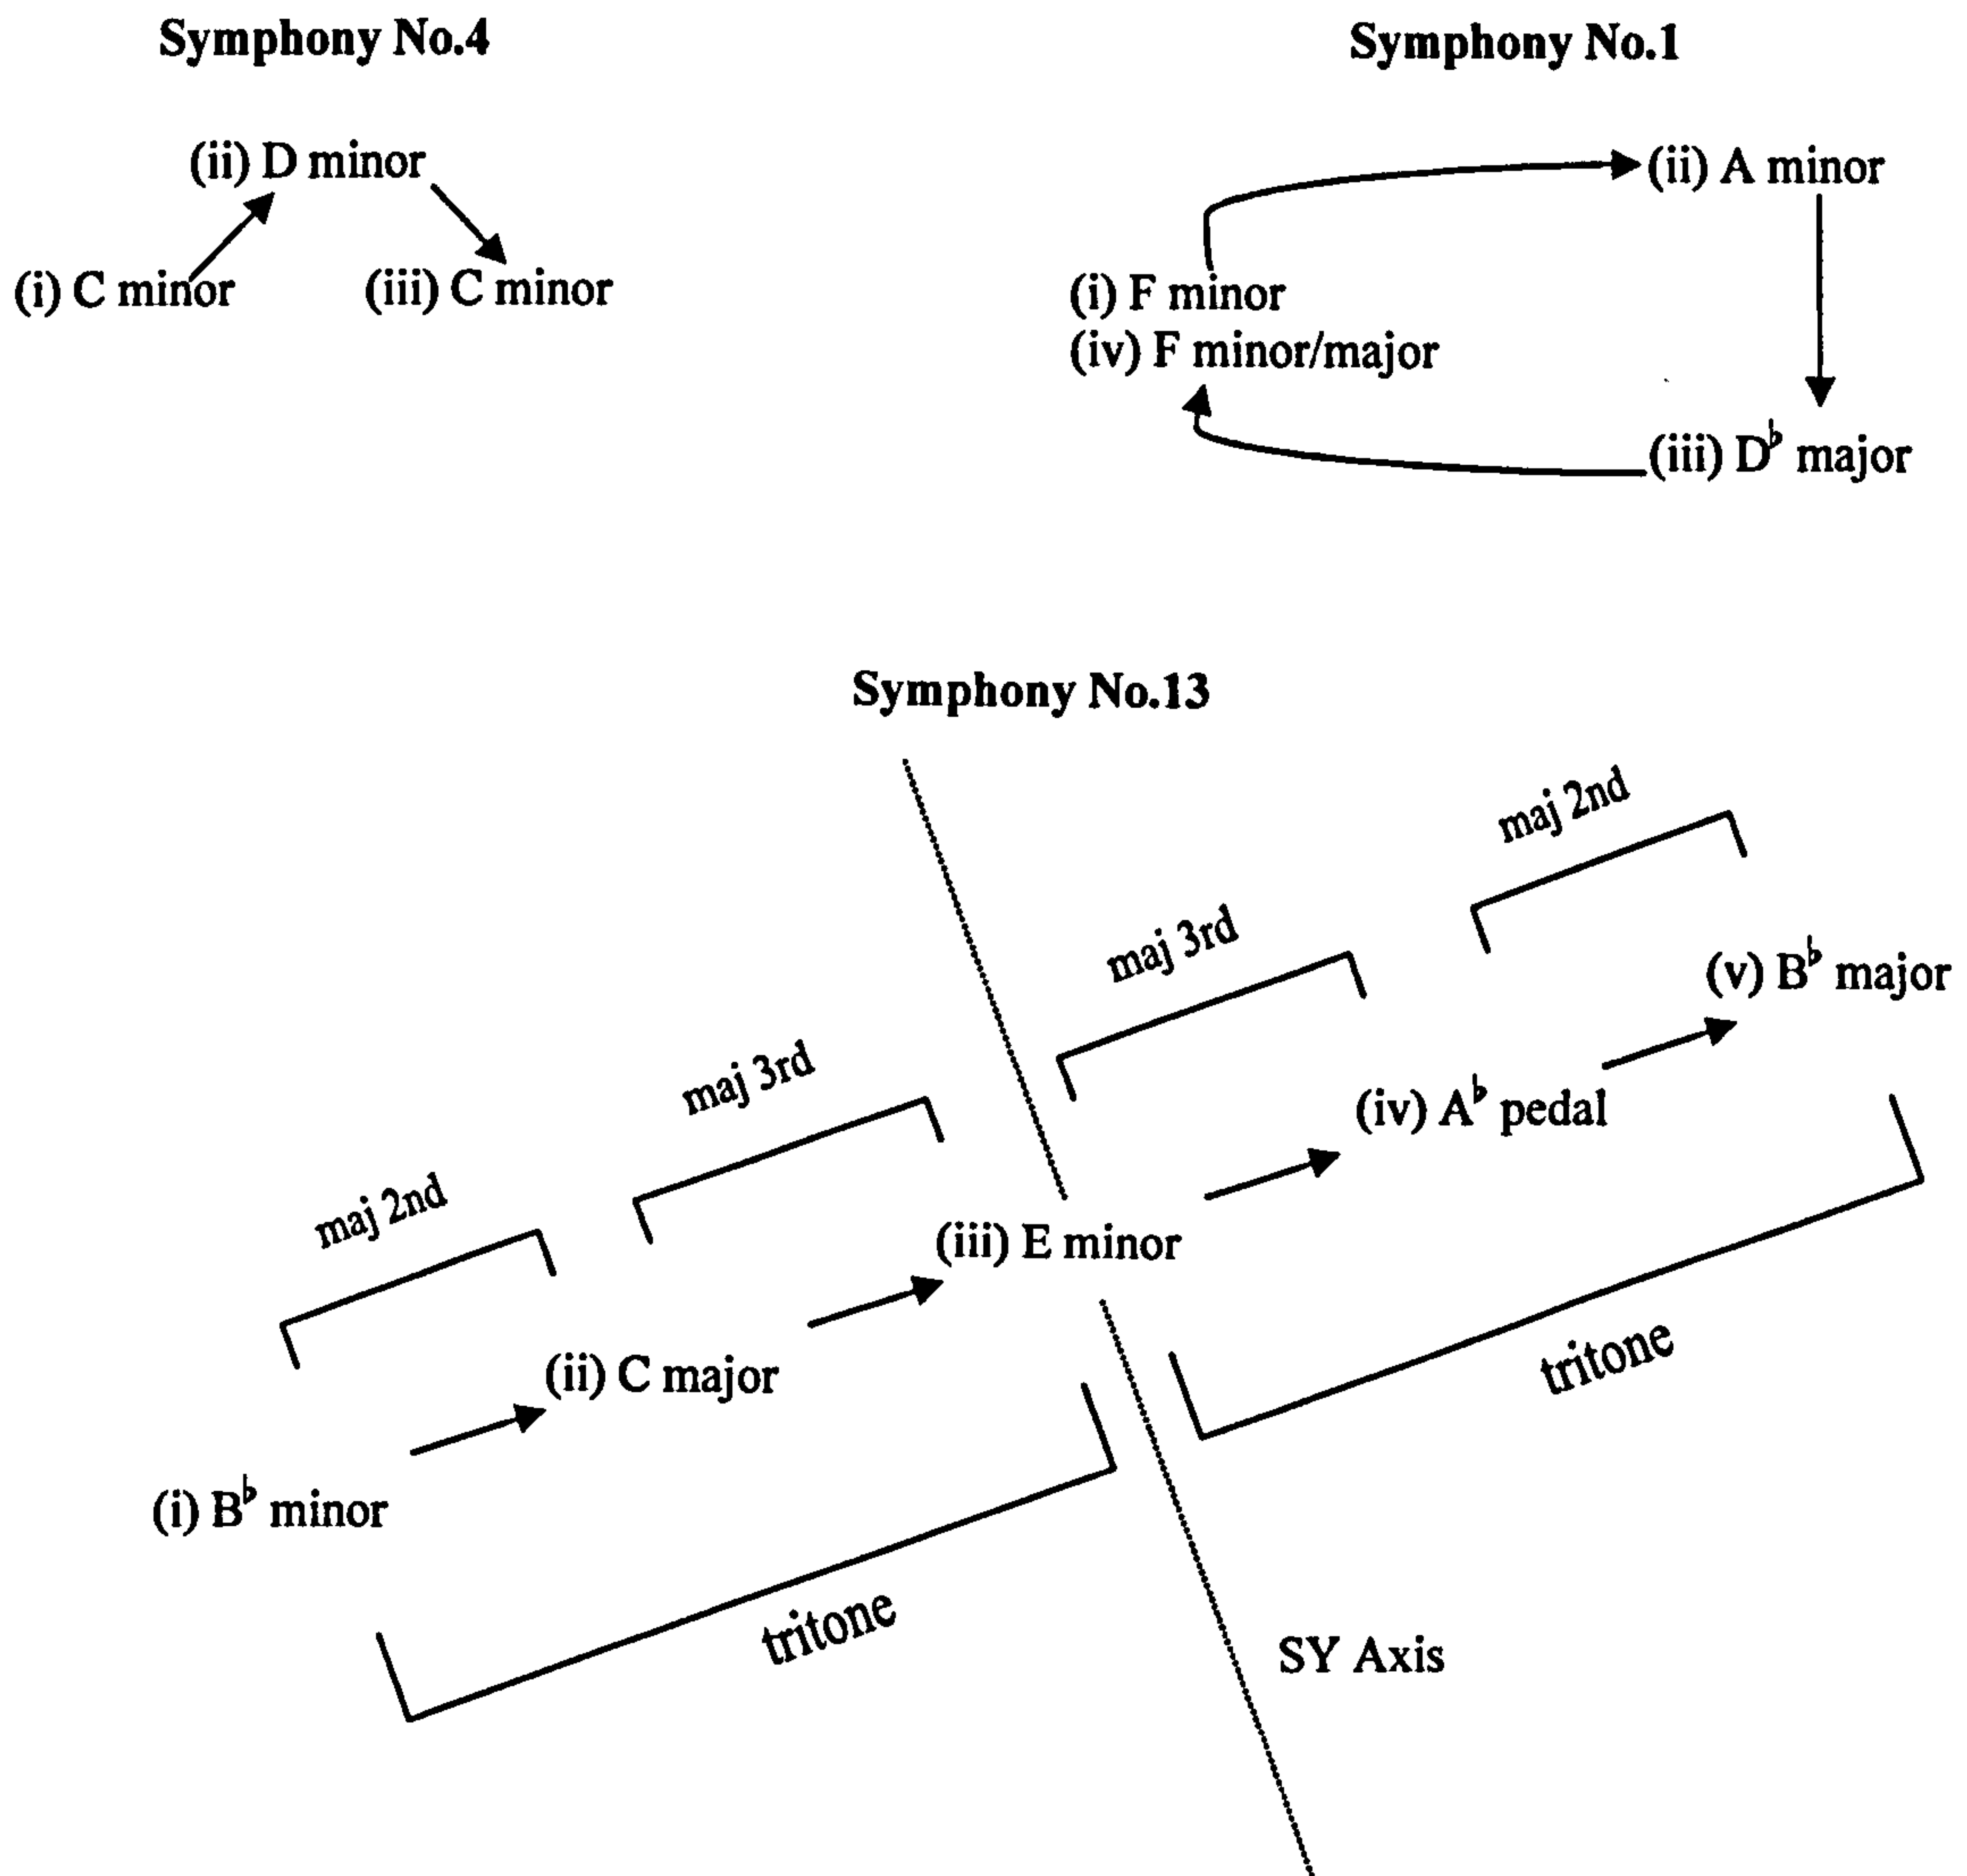 Symphony No.4
(ii) D minor
(i) C minor
(iii) C minor
Symphony No.1
(ii) A minor
(i) F minor
(iv) F minor/major
(iii) D♭ major
Symphony No.13
maj 2nd
maj 3rd
maj 3rd
maj 2nd
(i) B♭ minor
(ii) C major
(iii) E minor
(iv) A♭ pedal
(v) B♭ major
tritone
tritone
SY Axis